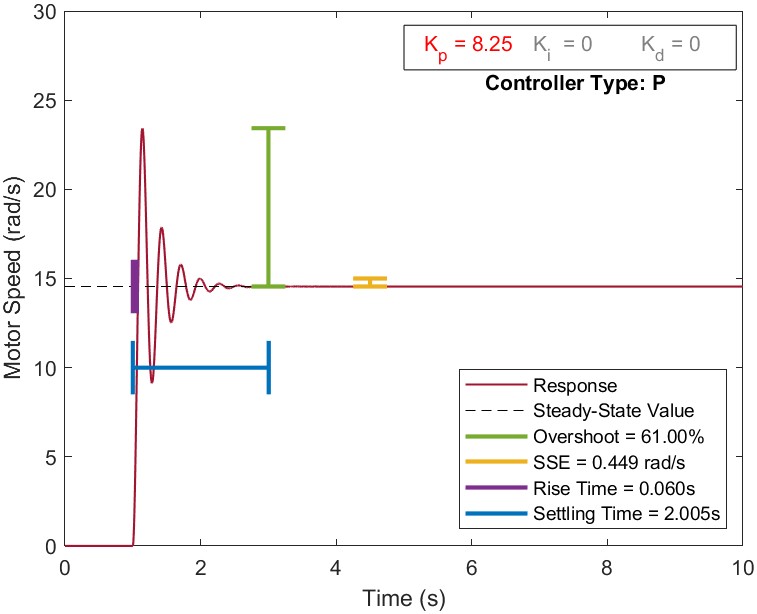 30
25
20
15
10
5
0
Motor Speed (rad/s)
Kp = 8.25 Ki = 0 Kd = 0
Controller Type: P
Response
Steady-State Value
Overshoot = 61.00%
SSE = 0.449 rad/s
Rise Time = 0.060s
Settling Time = 2.005s
0 2 4 6 8 10
Time (s)